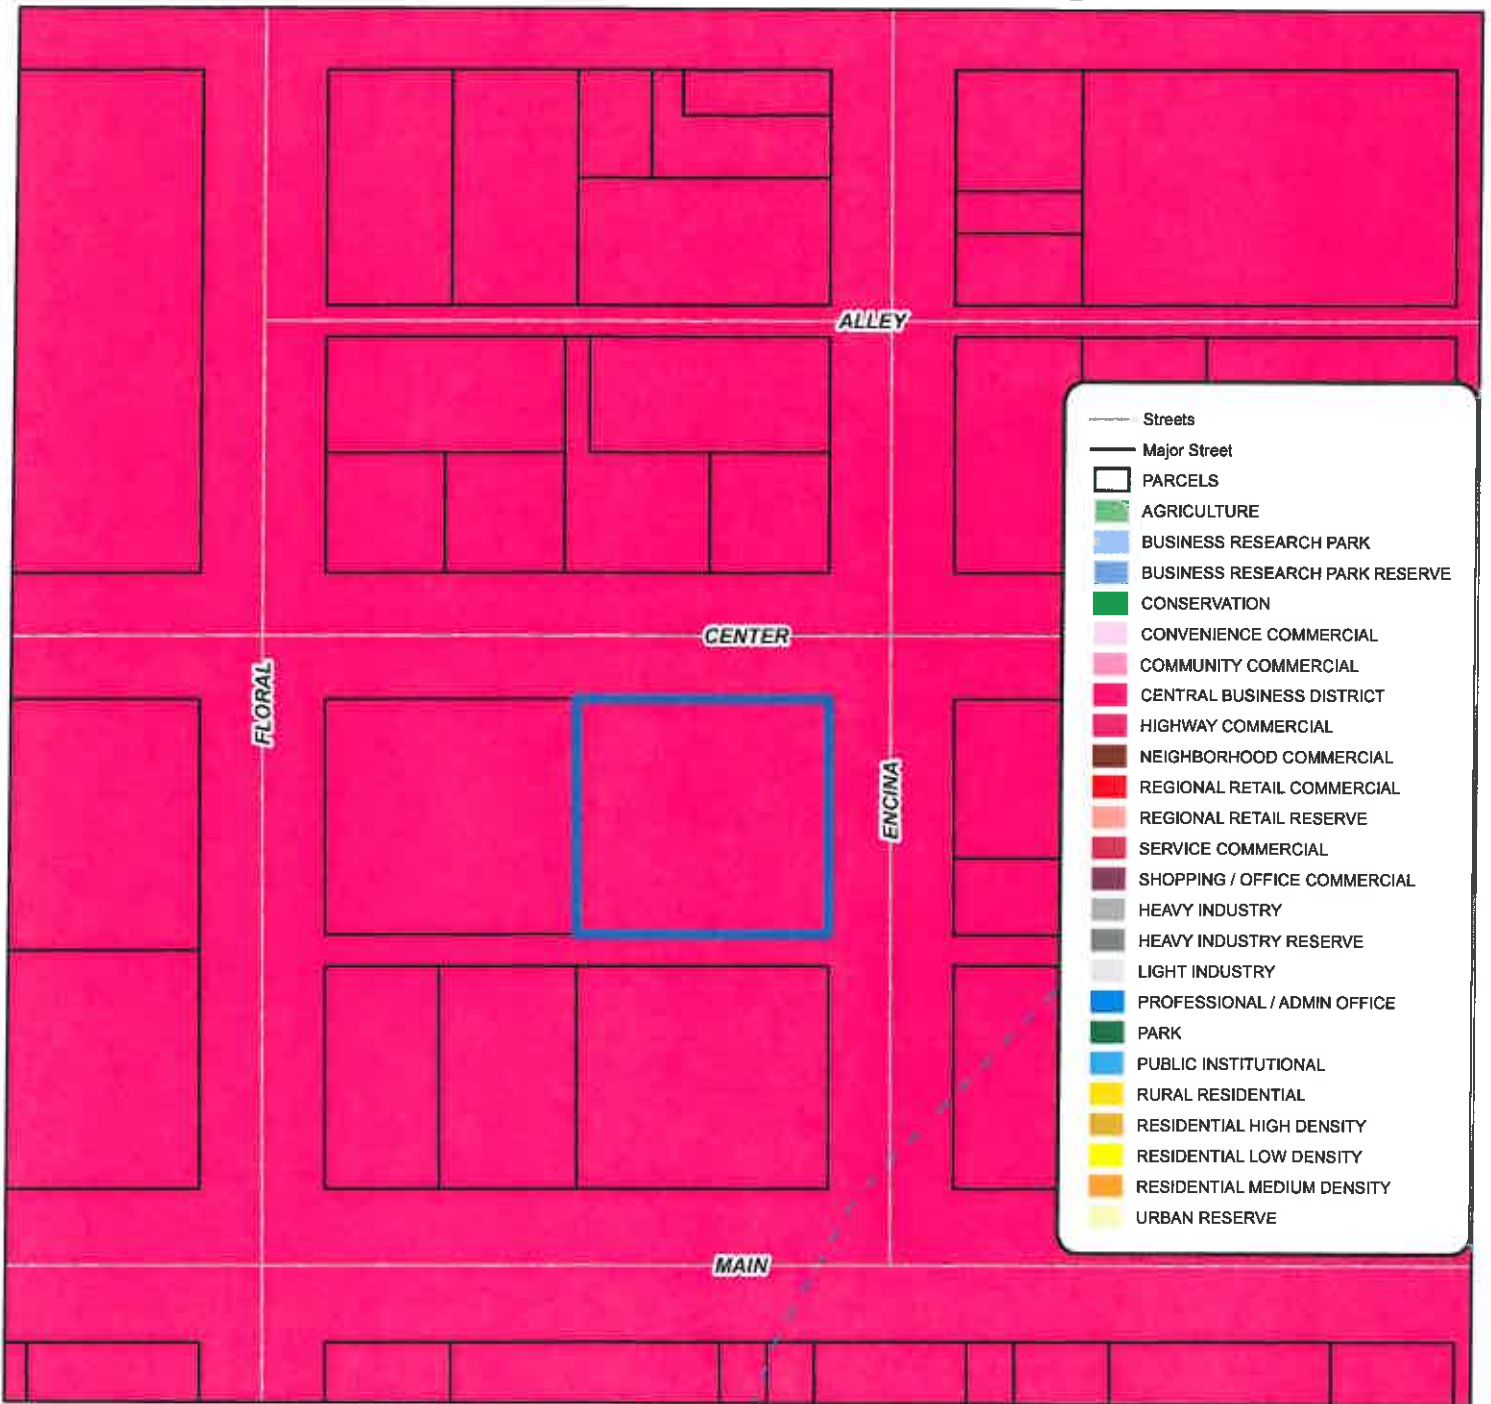 ALLEY
Streets
Major Street
PARCELS
AGRICULTURE
BUSINESS RESEARCH PARK
BUSINESS RESEARCH PARK RESERVE
CONSERVATION
CONVENIENCE COMMERCIAL
COMMUNITY COMMERCIAL
CENTRAL BUSINESS DISTRICT
HIGHWAY COMMERCIAL
NEIGHBORHOOD COMMERCIAL
REGIONAL RETAIL COMMERCIAL
REGIONAL RETAIL RESERVE
SERVICE COMMERCIAL
SHOPPING / OFFICE COMMERCIAL
HEAVY INDUSTRY
HEAVY INDUSTRY RESERVE
LIGHT INDUSTRY
PROFESSIONAL / ADMIN OFFICE
PARK
PUBLIC INSTITUTIONAL
RURAL RESIDENTIAL
RESIDENTIAL HIGH DENSITY
RESIDENTIAL LOW DENSITY
RESIDENTIAL MEDIUM DENSITY
URBAN RESERVE
CENTER
FLORAL
ENCINA
MAIN